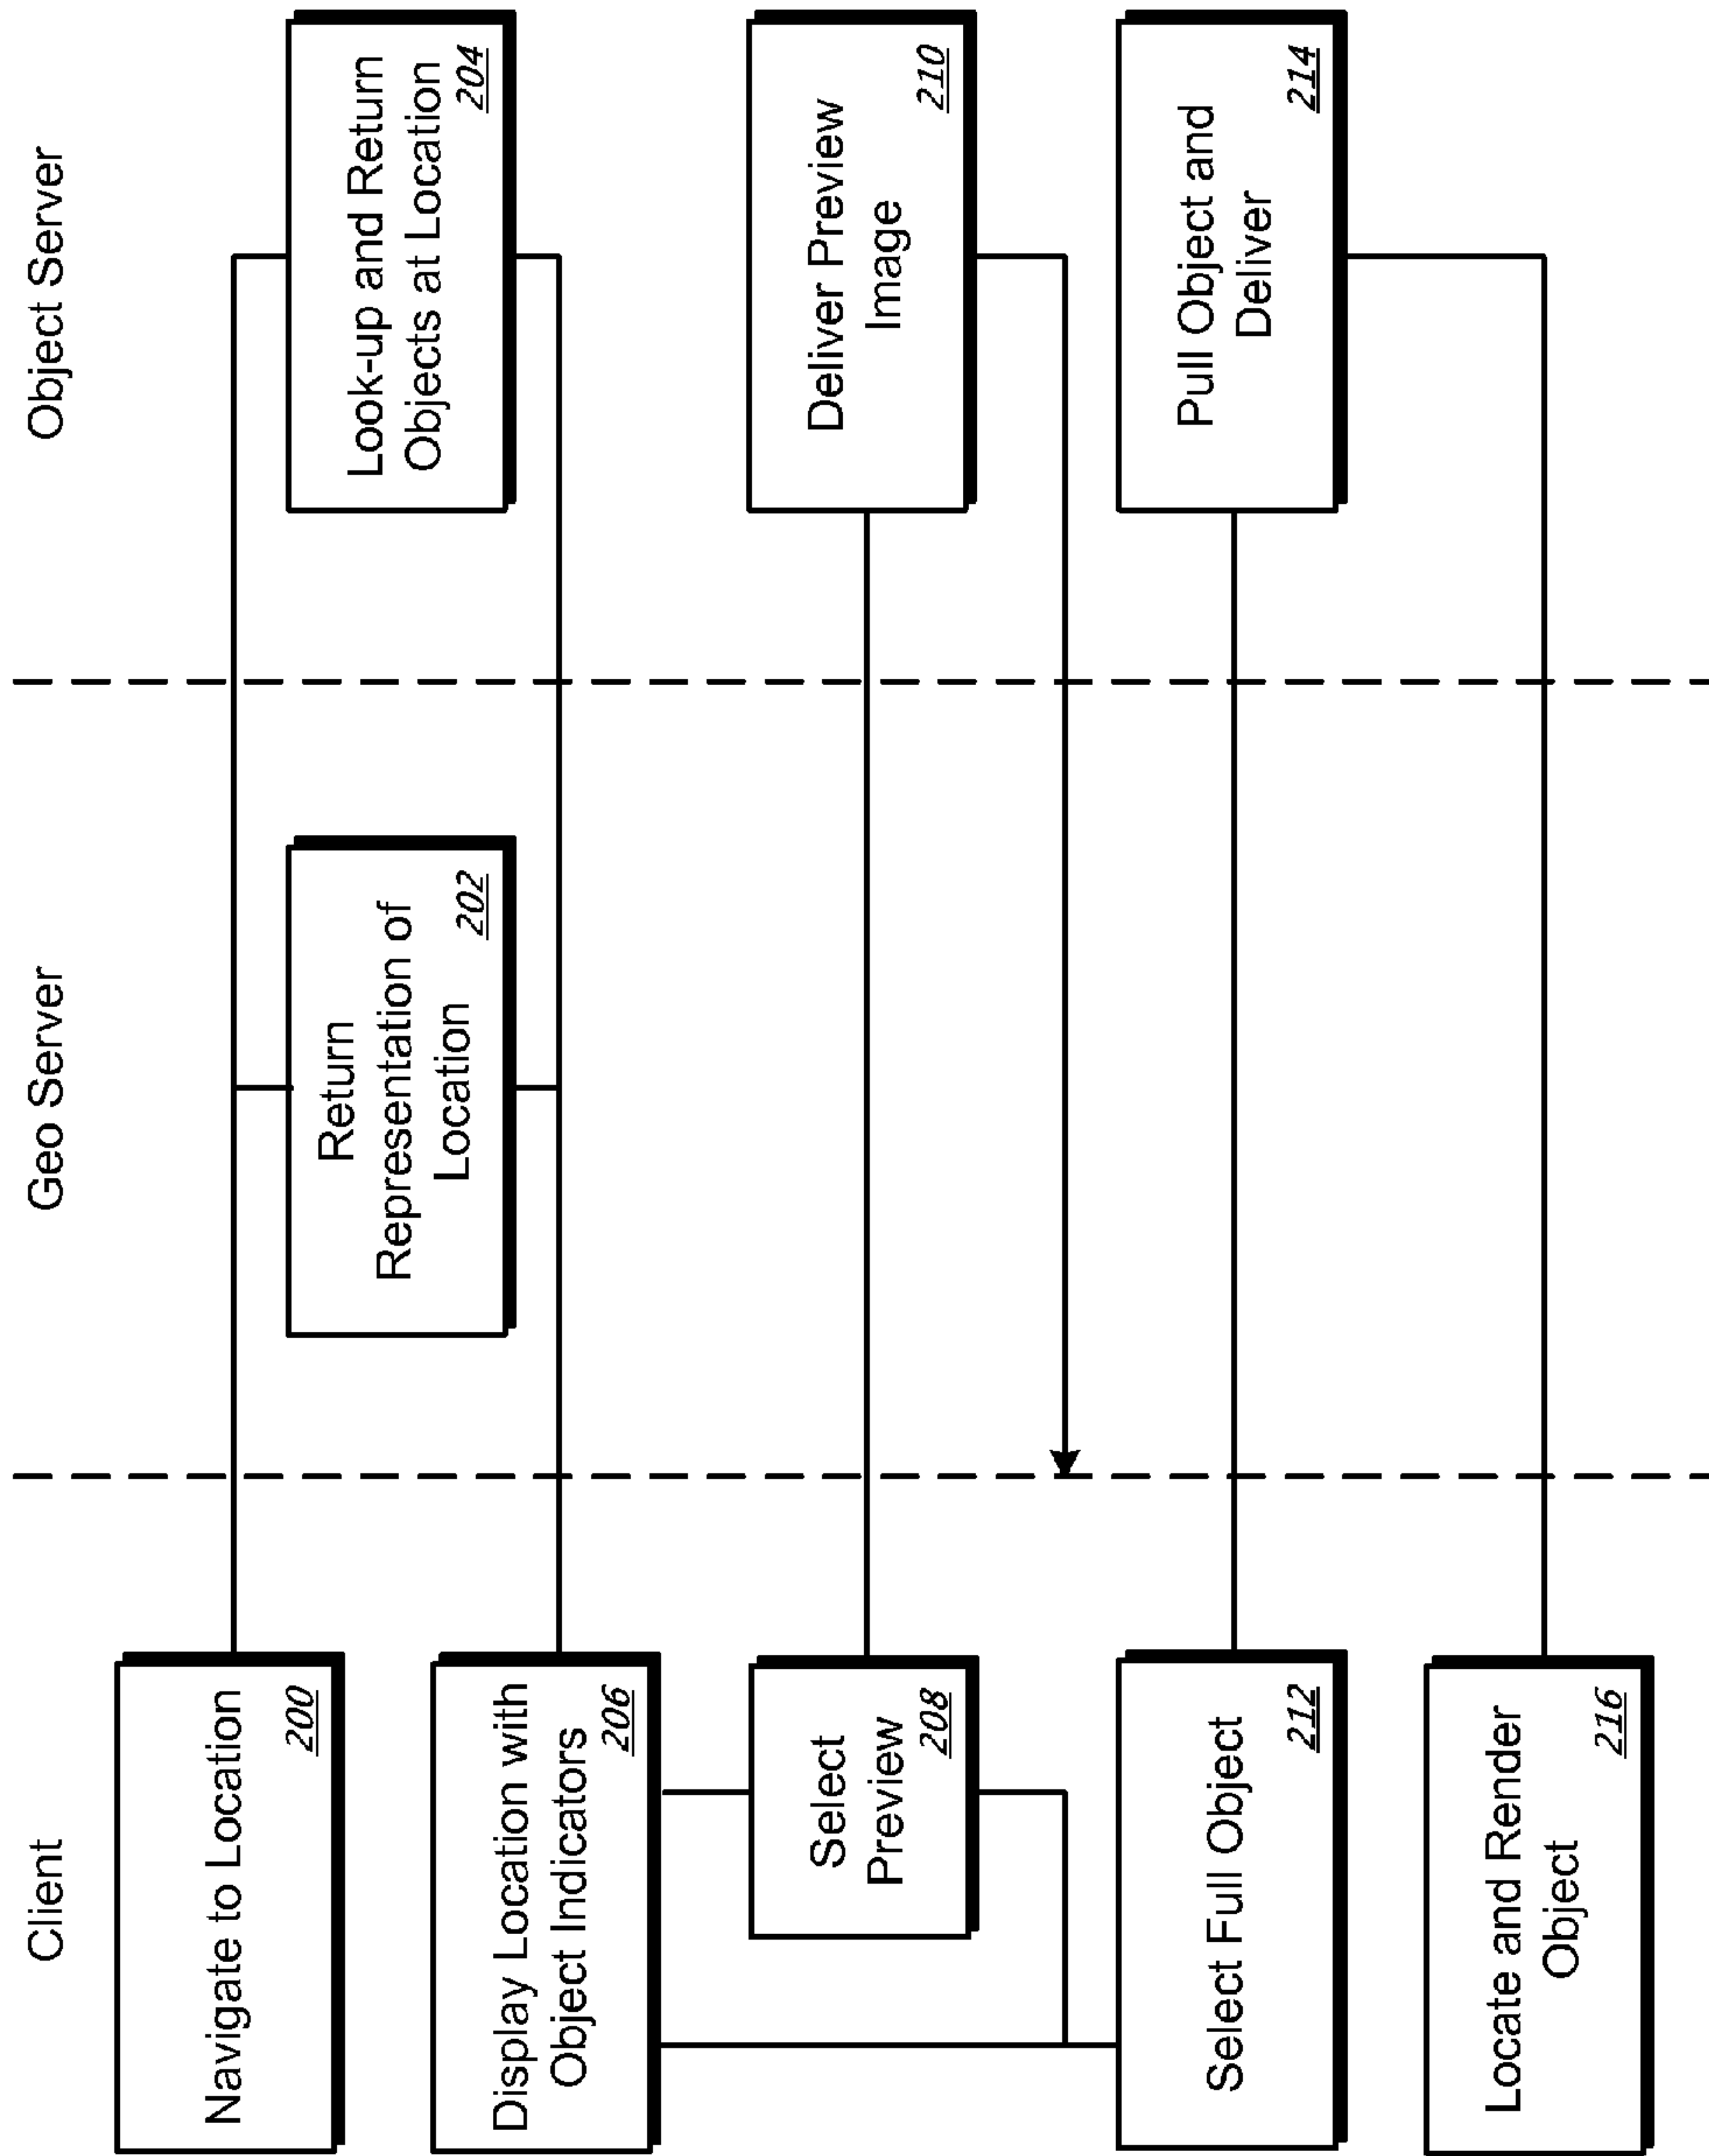 Client
Geo Server
Object Server
Navigate to Location
200
Return
Representation of
Location
202
Look-up and Return
Objects at Location
204
Display Location with
Object Indicators
206
Select
Preview
208
Deliver Preview
Image
210
Select Full Object
212
Pull Object and
Deliver
214
Locate and Render
Object
216